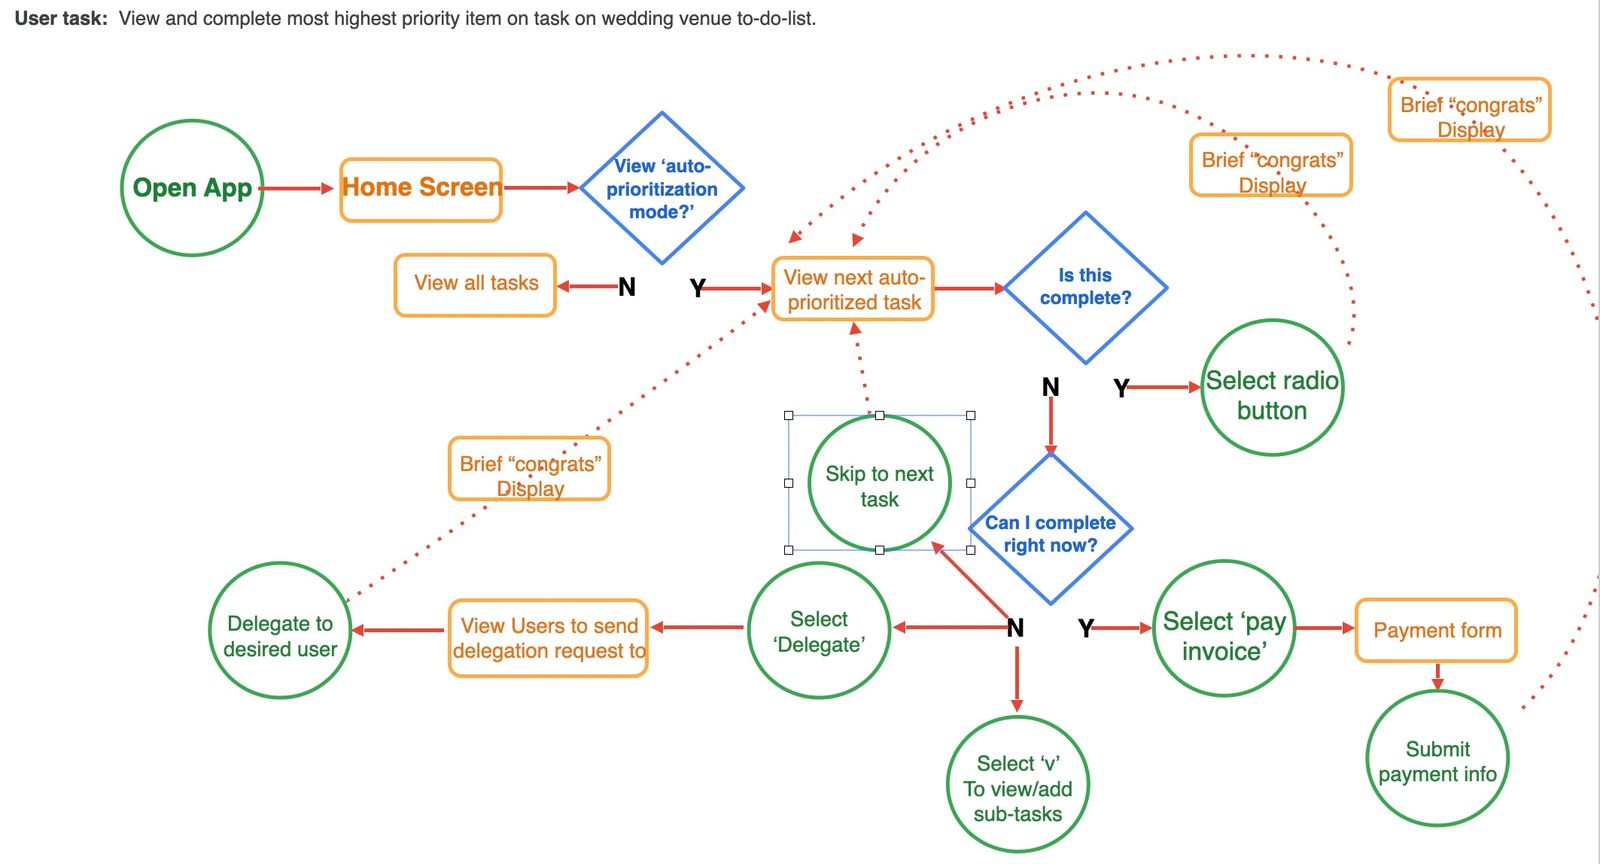 User task: View and complete most highest priority item on task on wedding venue to-do-list.
Brief “congrats”
Display
Brief “congrats”
Display
Open App
Home Screen
View ‘auto-
prioritization
mode?’
View all tasks
N
Y
View next auto-
prioritized task
Is this
complete?
N
Y
Select radio
button
Brief “congrats”
Display
Skip to next
task
Can I complete
right now?
Delegate to
desired user
View Users to send
delegation request to
Select
‘Delegate’
N
Y
Select ‘pay
invoice’
Payment form
Select ‘v’
To view/add
sub-tasks
Submit
payment info